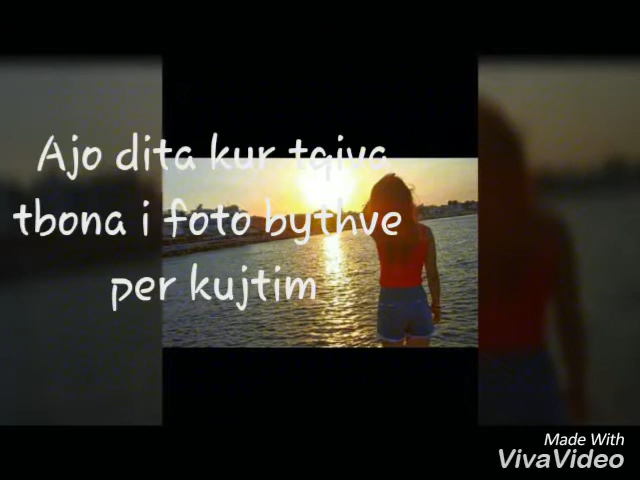 Ajo dita kur tqiva
tbona i foto bythve
per kujtim
Made With
VivaVideo